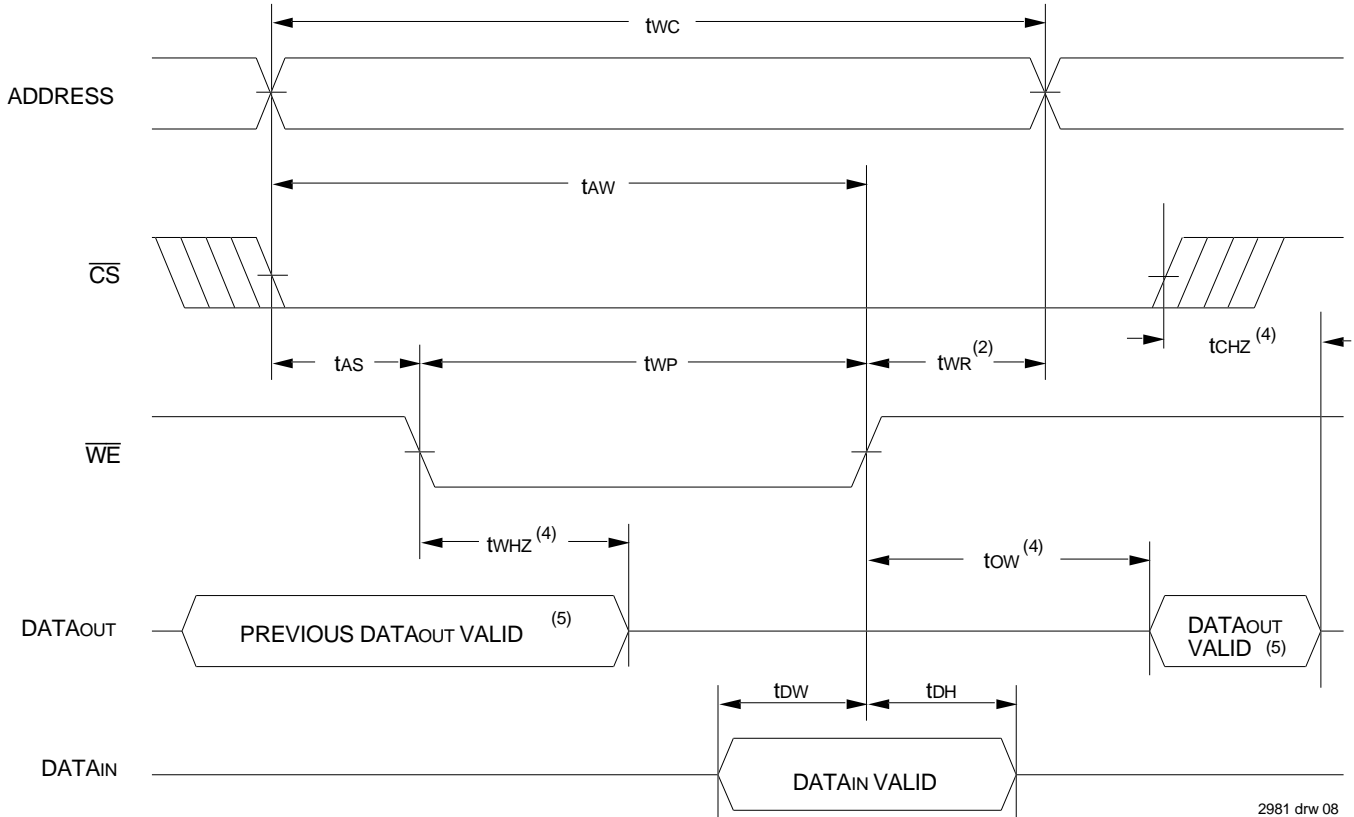 tWC
ADDRESS
tAW
CS
tAS
tWP
tWR (2)
tCHZ (4)
WE
tWHZ (4)
tOW (4)
DATAOUT
PREVIOUS DATAOUT VALID (5)
DATAOUT
VALID (5)
tDW
tDH
DATAIN
DATAIN VALID
2981 drw 08